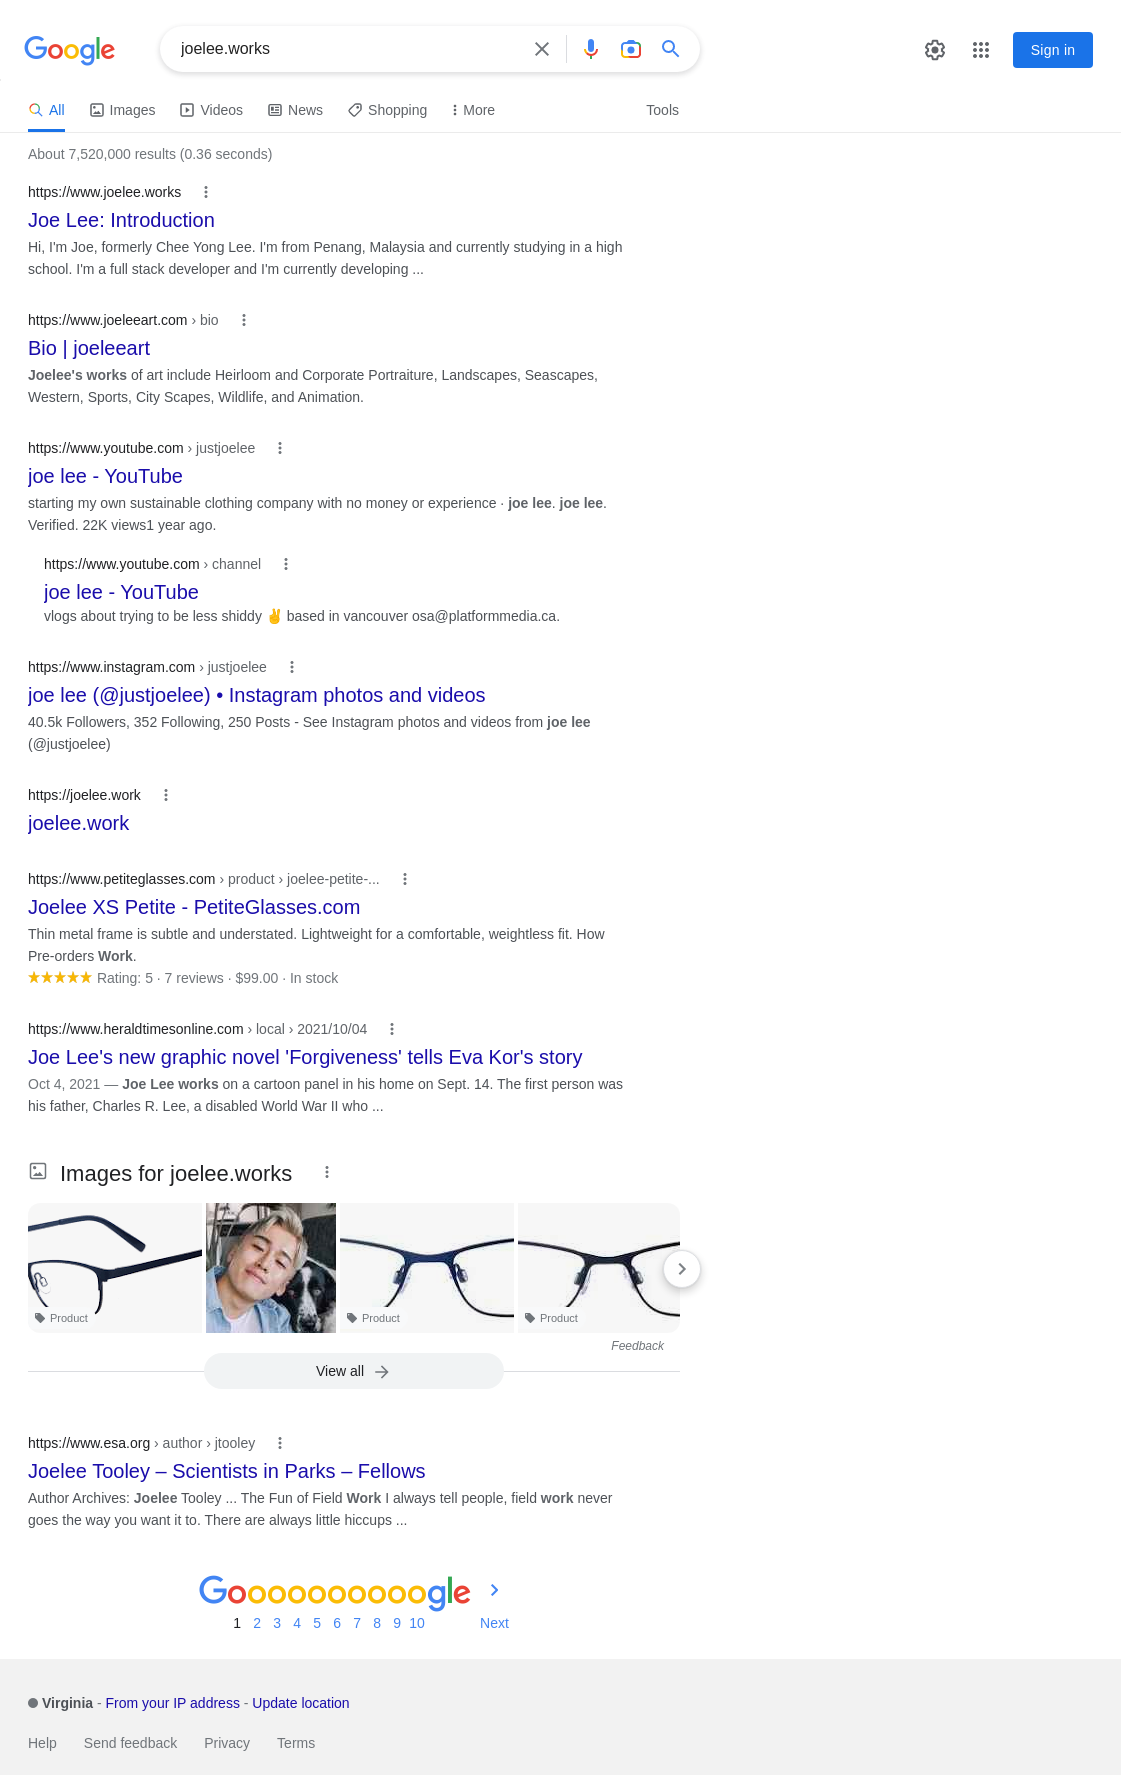 Google
joelee.works
Sign in
All Images Videos News Shopping More Tools
About 7,520,000 results (0.36 seconds)
https://www.joelee.works
Joe Lee: Introduction
Hi, I'm Joe, formerly Chee Yong Lee. I'm from Penang, Malaysia and currently studying in a high
school. I'm a full stack developer and I'm currently developing ...
https://www.joeleeart.com › bio
Bio | joeleeart
Joelee's works of art include Heirloom and Corporate Portraiture, Landscapes, Seascapes,
Western, Sports, City Scapes, Wildlife, and Animation.
https://www.youtube.com › justjoelee
joe lee - YouTube
starting my own sustainable clothing company with no money or experience · joe lee. joe lee.
Verified. 22K views1 year ago.
https://www.youtube.com › channel
joe lee - YouTube
vlogs about trying to be less shiddy ✌ based in vancouver osa@platformmedia.ca.
https://www.instagram.com › justjoelee
joe lee (@justjoelee) • Instagram photos and videos
40.5k Followers, 352 Following, 250 Posts - See Instagram photos and videos from joe lee
(@justjoelee)
https://joelee.work
joelee.work
https://www.petiteglasses.com › product › joelee-petite-...
Joelee XS Petite - PetiteGlasses.com
Thin metal frame is subtle and understated. Lightweight for a comfortable, weightless fit. How
Pre-orders Work.
★★★★★ Rating: 5 · 7 reviews · $99.00 · In stock
https://www.heraldtimesonline.com › local › 2021/10/04
Joe Lee's new graphic novel 'Forgiveness' tells Eva Kor's story
Oct 4, 2021 — Joe Lee works on a cartoon panel in his home on Sept. 14. The first person was
his father, Charles R. Lee, a disabled World War II who ...
Images for joelee.works
Product Product Product
Feedback
View all
https://www.esa.org › author › jtooley
Joelee Tooley – Scientists in Parks – Fellows
Author Archives: Joelee Tooley ... The Fun of Field Work I always tell people, field work never
goes the way you want it to. There are always little hiccups ...
Goooooooooogle
1 2 3 4 5 6 7 8 9 10 Next
Virginia - From your IP address - Update location
Help Send feedback Privacy Terms